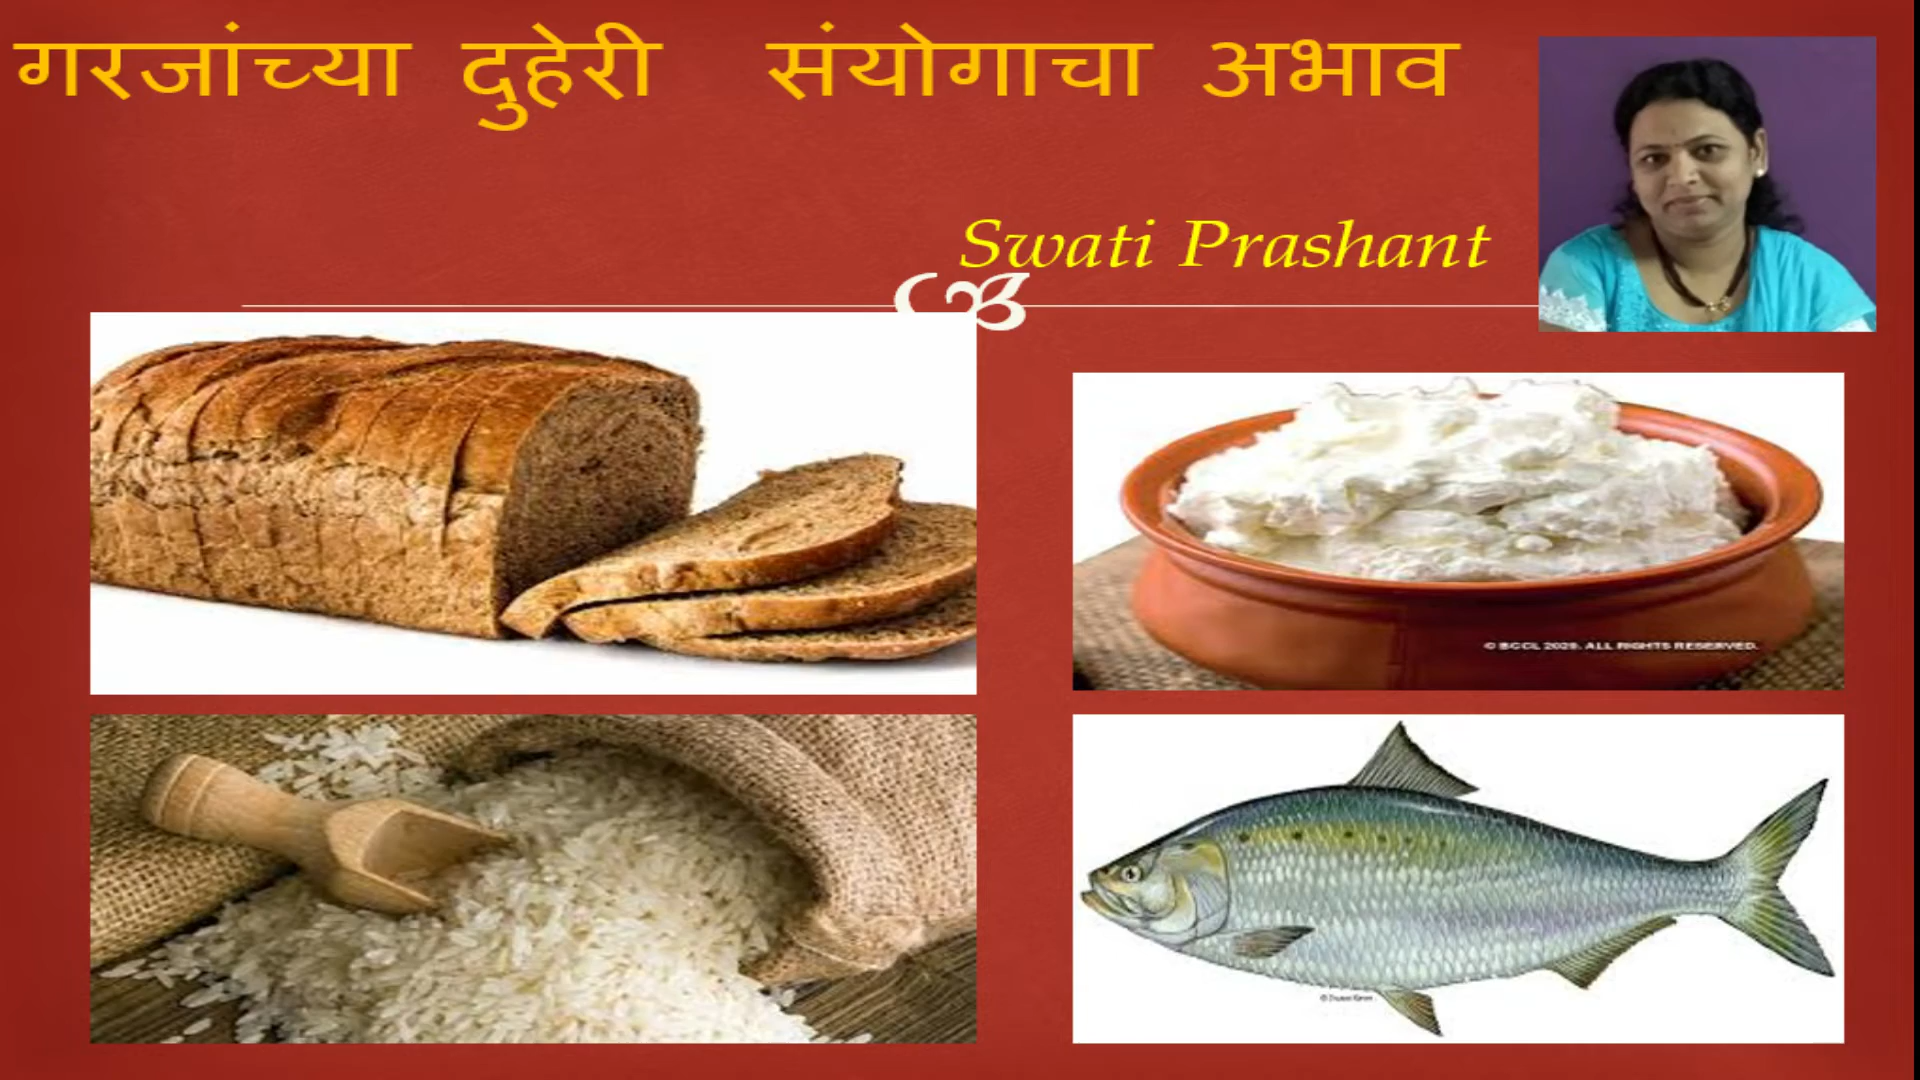 गरजांच्या दुहेरी संयोगाचा अभाव
Swati Prashant
© BCCL 2020. ALL RIGHTS RESERVED.